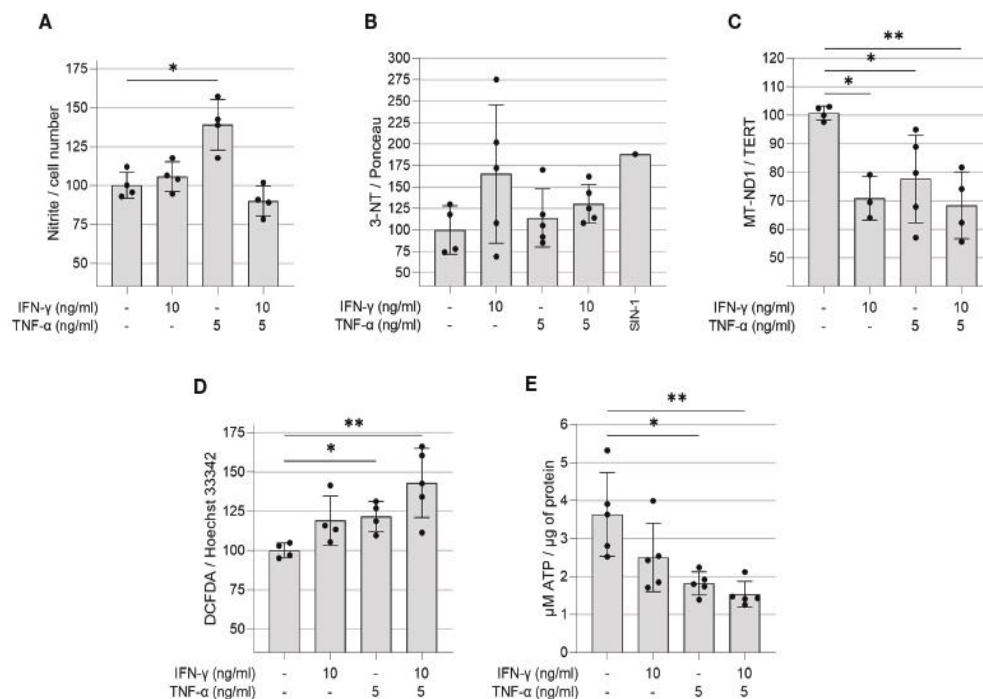 A
Nitrite / cell number
175
150
125
100
75
50
*
IFN-γ (ng/ml) - 10 - 10
TNF-α (ng/ml) - - 5 5
B
3-NT / Ponceau
300
275
250
225
200
175
150
125
100
75
50
IFN-γ (ng/ml) - 10 - 10
TNF-α (ng/ml) - - 5 5
SIN-1
C
MT-ND1 / TERT
120
110
100
90
80
70
60
**
*
*
IFN-γ (ng/ml) - 10 - 10
TNF-α (ng/ml) - - 5 5
D
DCFDA / Hoechst 33342
175
150
125
100
75
50
**
*
IFN-γ (ng/ml) - 10 - 10
TNF-α (ng/ml) - - 5 5
E
µM ATP / µg of protein
6
5
4
3
2
1
0
**
*
IFN-γ (ng/ml) - 10 - 10
TNF-α (ng/ml) - - 5 5